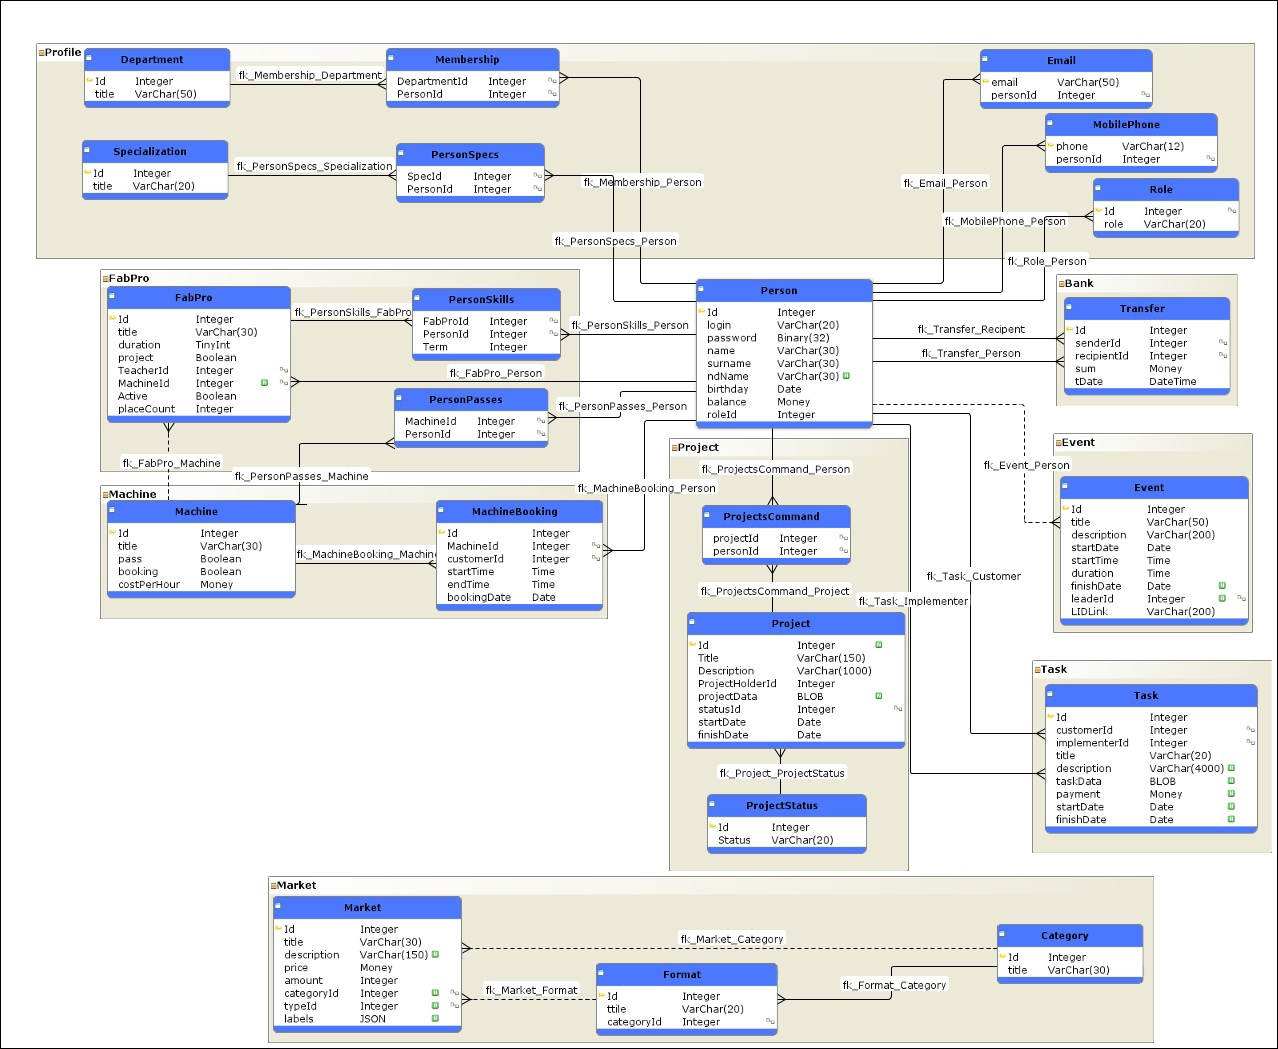 Profile
Department
Id Integer
title VarChar(50)
fk_Membership_Department
Membership
DepartmentId Integer
PersonId Integer
Specialization
Id Integer
title VarChar(20)
fk_PersonSpecs_Specialization
PersonSpecs
SpecId Integer
PersonId Integer
fk_Membership_Person
fk_PersonSpecs_Person
Email
email VarChar(50)
personId Integer
MobilePhone
phone VarChar(12)
personId Integer
Role
Id Integer
role VarChar(20)
fk_Email_Person
fk_MobilePhone_Person
fk_Role_Person
FabPro
FabPro
Id Integer
title VarChar(30)
duration TinyInt
project Boolean
TeacherId Integer
MachineId Integer N
Active Boolean
placeCount Integer
fk_PersonSkills_FabPro
PersonSkills
FabProId Integer
PersonId Integer
Term Integer
fk_PersonSkills_Person
fk_FabPro_Person
PersonPasses
MachineId Integer
PersonId Integer
fk_PersonPasses_Person
fk_FabPro_Machine
fk_PersonPasses_Machine
Person
Id Integer
login VarChar(20)
password Binary(32)
name VarChar(30)
surname VarChar(30)
ndName VarChar(30) N
birthday Date
balance Money
roleId Integer
Bank
Transfer
Id Integer
senderId Integer
recipientId Integer
sum Money
tDate DateTime
fk_Transfer_Recipent
fk_Transfer_Person
Machine
Machine
Id Integer
title VarChar(30)
pass Boolean
booking Boolean
costPerHour Money
fk_MachineBooking_Machin
MachineBooking
Id Integer
MachineId Integer
customerId Integer
startTime Time
endTime Time
bookingDate Date
fk_MachineBooking_Person
Project
fk_ProjectsCommand_Person
ProjectsCommand
projectId Integer
personId Integer
fk_ProjectsCommand_Project
Project
Id Integer N
Title VarChar(150)
Description VarChar(1000)
ProjectHolderId Integer
projectData BLOB N
statusId Integer
startDate Date
finishDate Date
fk_Project_ProjectStatus
ProjectStatus
Id Integer
Status VarChar(20)
Event
fk_Event_Person
Event
Id Integer
title VarChar(50)
description VarChar(200)
startDate Date
startTime Time
duration Time
finishDate Date N
leaderId Integer N
LIDLink VarChar(200)
fk_Task_Customer
fk_Task_Implementer
Task
Task
Id Integer
customerId Integer
implementerId Integer
title VarChar(20)
description VarChar(4000) N
taskData BLOB N
payment Money N
startDate Date N
finishDate Date N
Market
Market
Id Integer
title VarChar(30)
description VarChar(150) N
price Money
amount Integer
categoryId Integer N
typeId Integer N
labels JSON N
fk_Market_Category
fk_Market_Format
Format
Id Integer
ttile VarChar(20)
categoryId Integer
fk_Format_Category
Category
Id Integer
title VarChar(30)